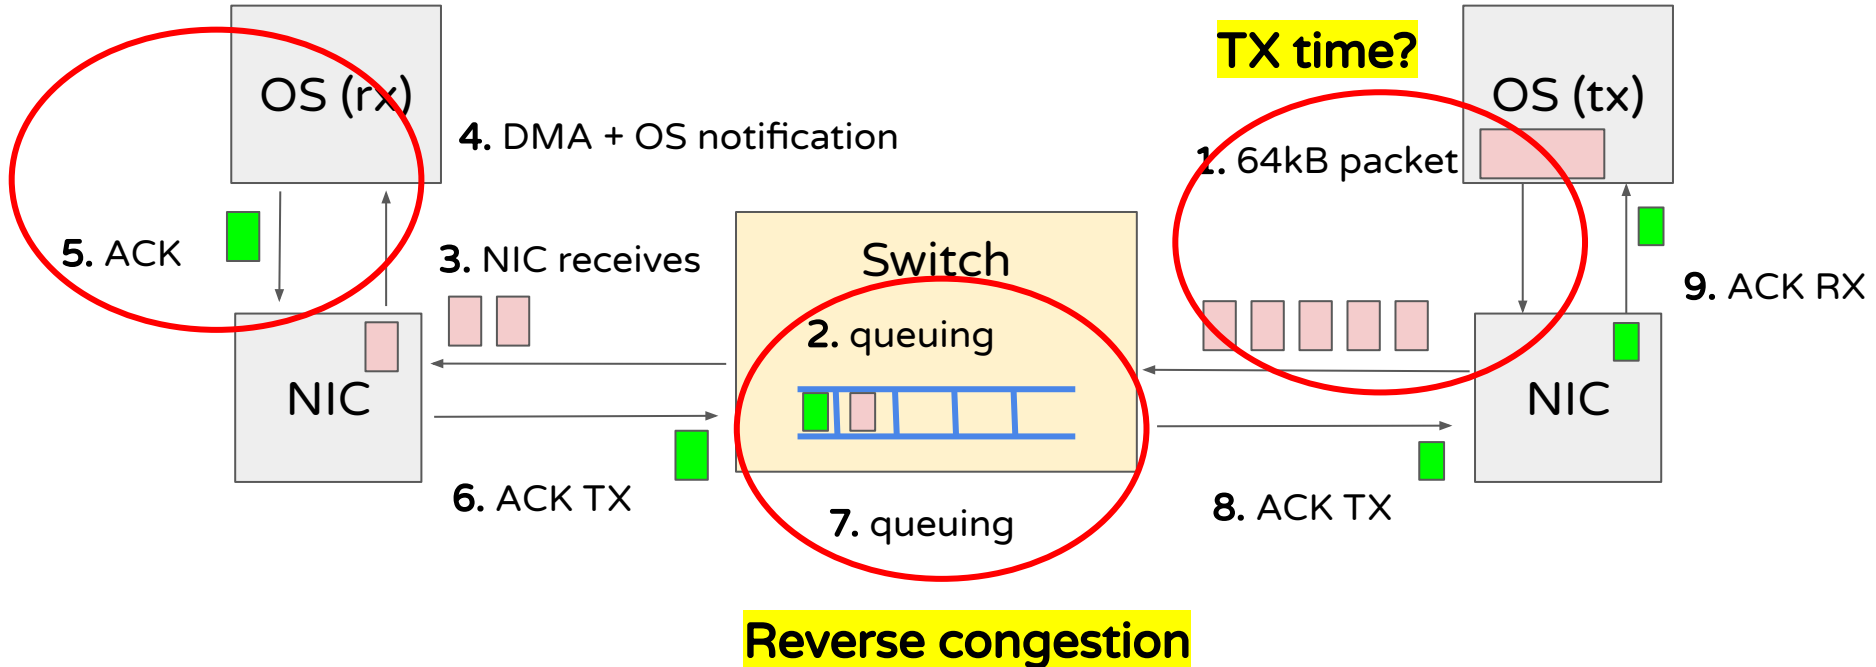 TX time?
OS (rx)
OS (tx)
4. DMA + OS notification
1. 64kB packet
5. ACK
3. NIC receives
Switch
9. ACK RX
2. queuing
NIC
NIC
6. ACK TX
7. queuing
8. ACK TX
Reverse congestion